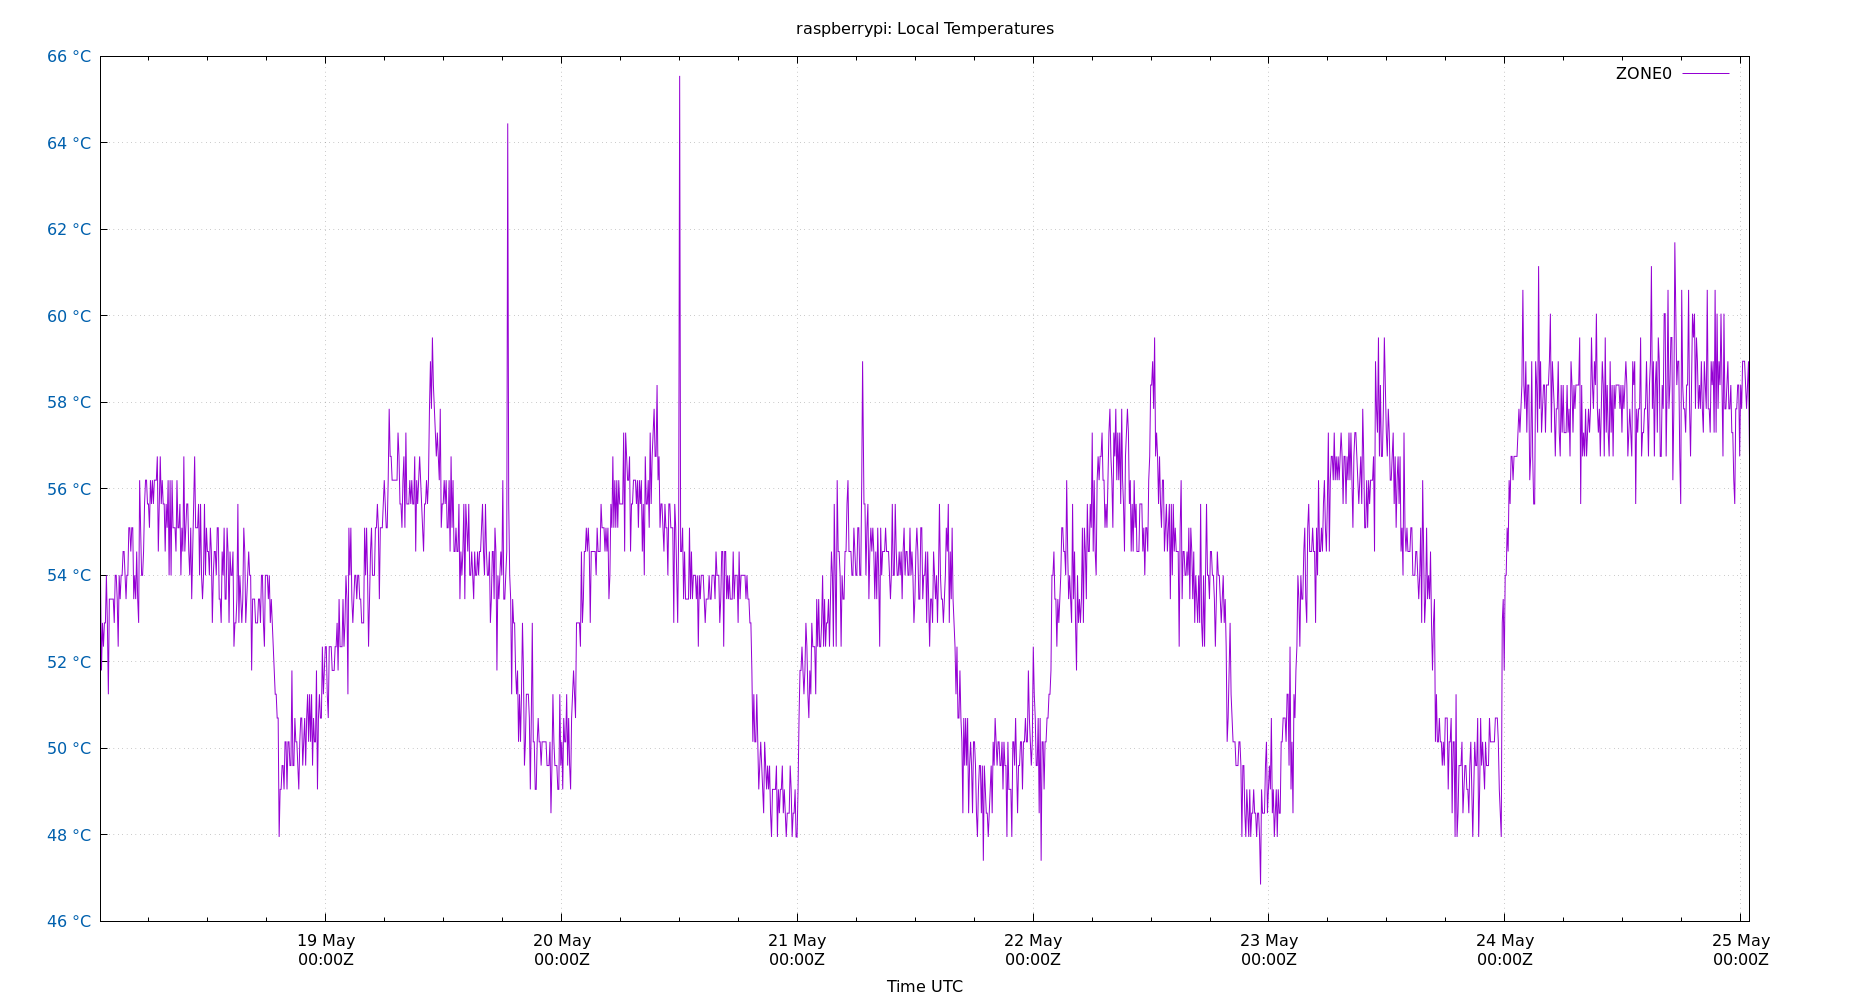 raspberrypi: Local Temperatures
66 °C
ZONE0
64 °C
62 °C
60 °C
58 °C
56 °C
54 °C
52 °C
50 °C
48 °C
46 °C
19 May 20 May 21 May 22 May 23 May 24 May 25 May
00:00Z 00:00Z 00:00Z 00:00Z 00:00Z 00:00Z 00:00Z
Time UTC